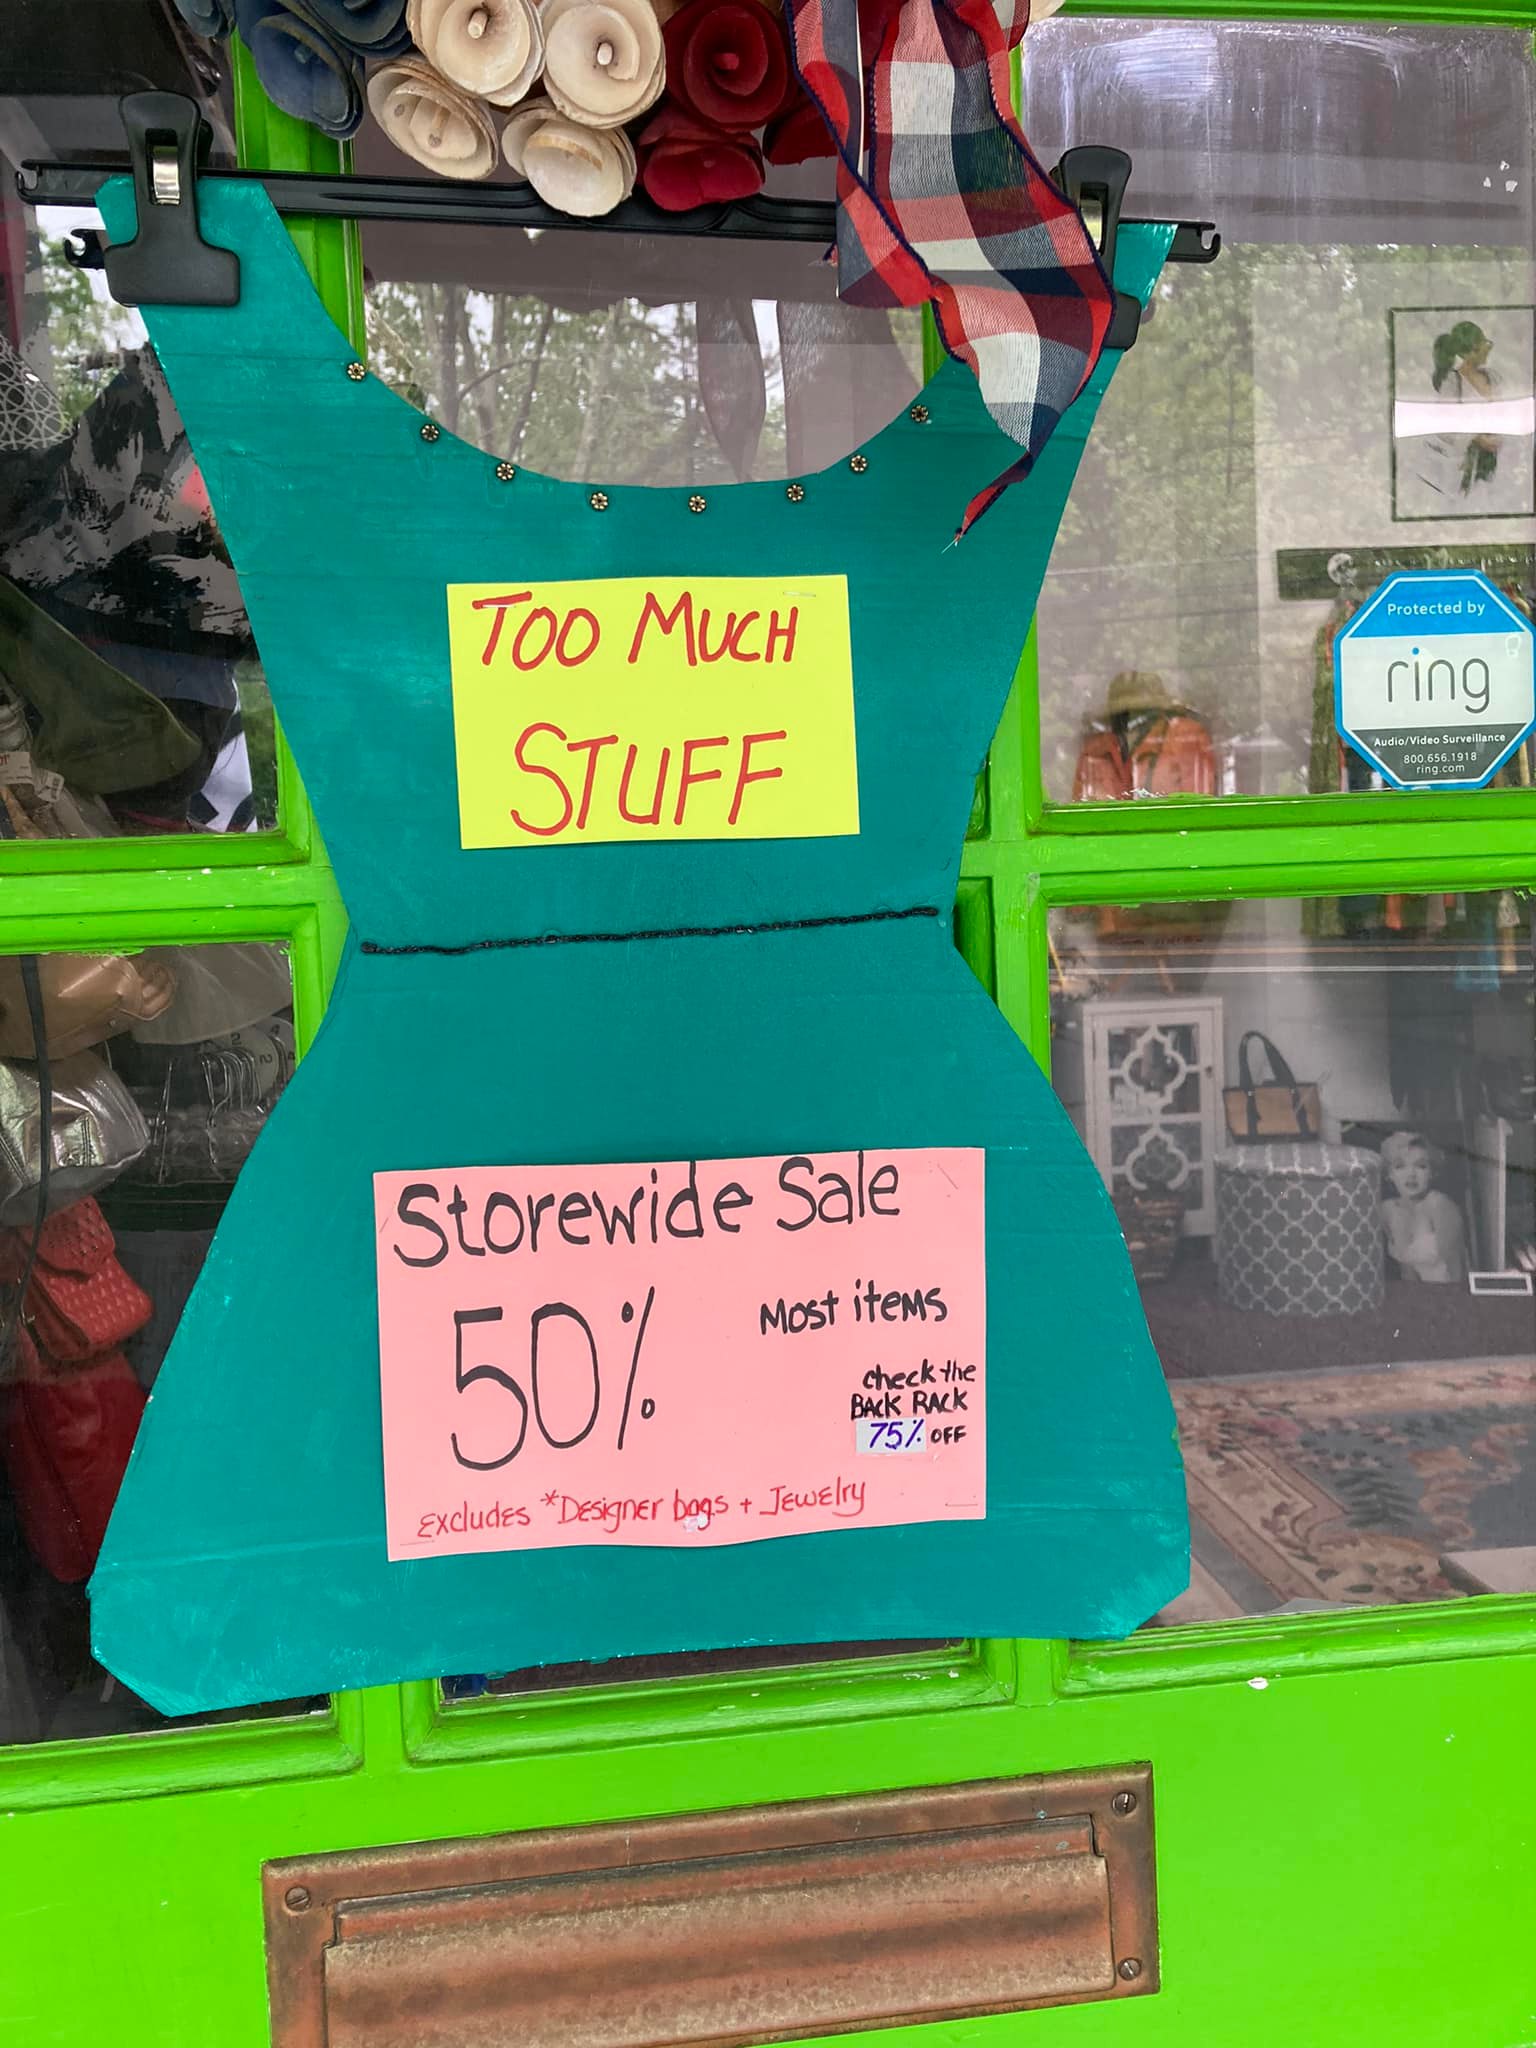 TOO MUCH
STUFF
Protected by
ring
Audio/Video Surveillance
800.656.1918
ring.com
Storewide Sale
50%
Most items
check the
BACK RACK
75% OFF
Excludes *Designer bags + Jewelry